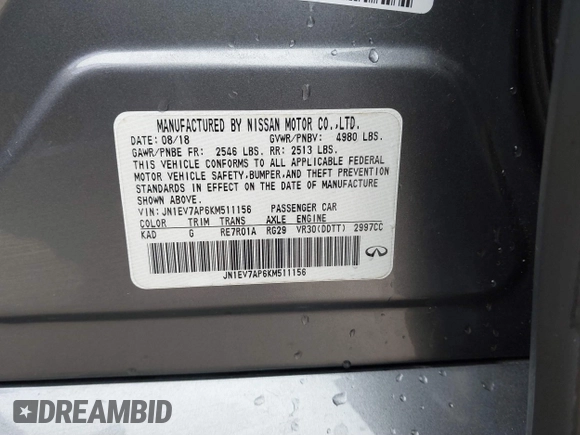 MANUFACTURED BY NISSAN MOTOR CO.,LTD.
DATE: 08/18 GVWR/PNBV: 4980 LBS.
GAWR/PNBE FR: 2546 LBS. RR: 2513 LBS.
THIS VEHICLE CONFORMS TO ALL APPLICABLE FEDERAL
MOTOR VEHICLE SAFETY,BUMPER,AND THEFT PREVENTION
STANDARDS IN EFFECT ON THE DATE OF MANUFACTURE
SHOWN ABOVE.
VIN: JN1EV7AP6KM511156 PASSENGER CAR
COLOR TRIM TRANS AXLE ENGINE
KAD G RE7R01A RG29 VR30(DDTT) 2997CC
JN1EV7AP6KM511156
DREAMBID